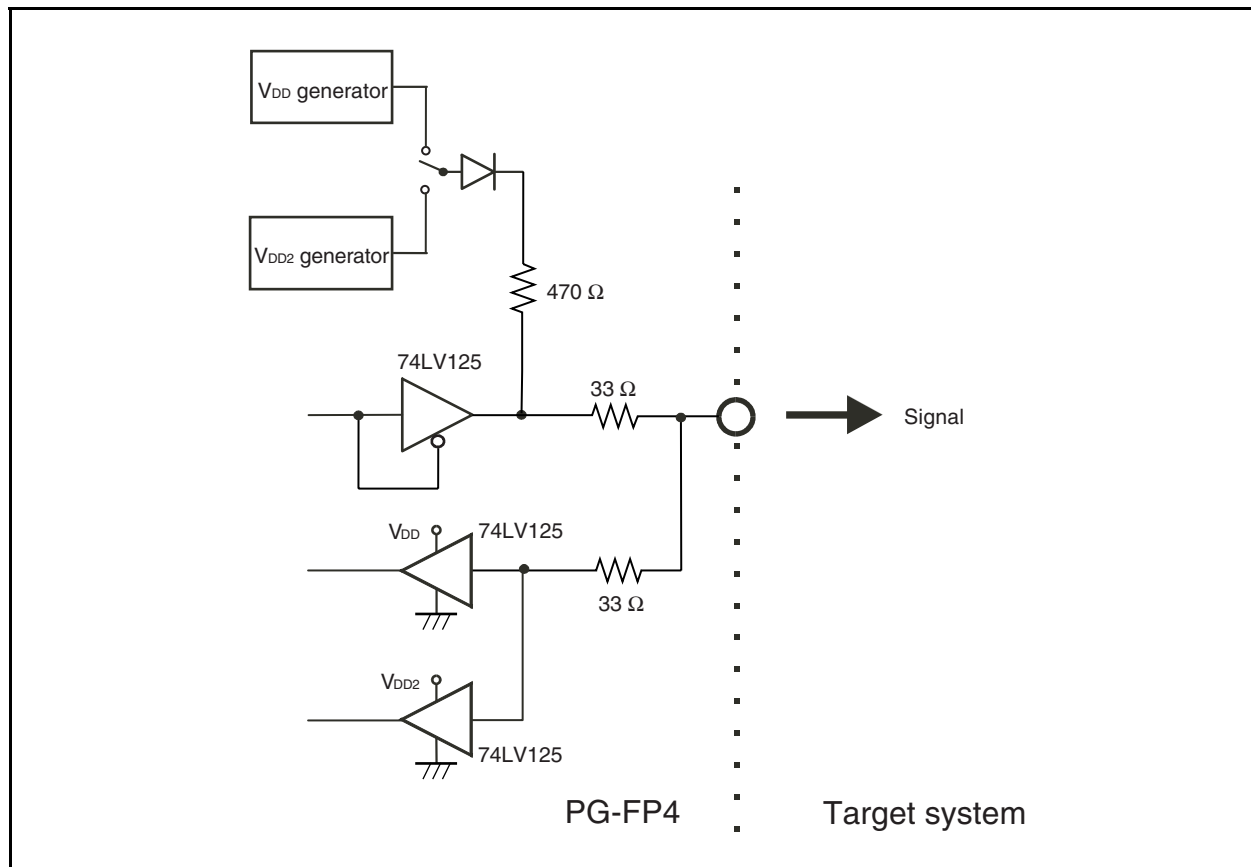 VDD generator
VDD2 generator
470 Ω
74LV125
33 Ω
Signal
VDD
74LV125
33 Ω
VDD2
74LV125
PG-FP4
Target system